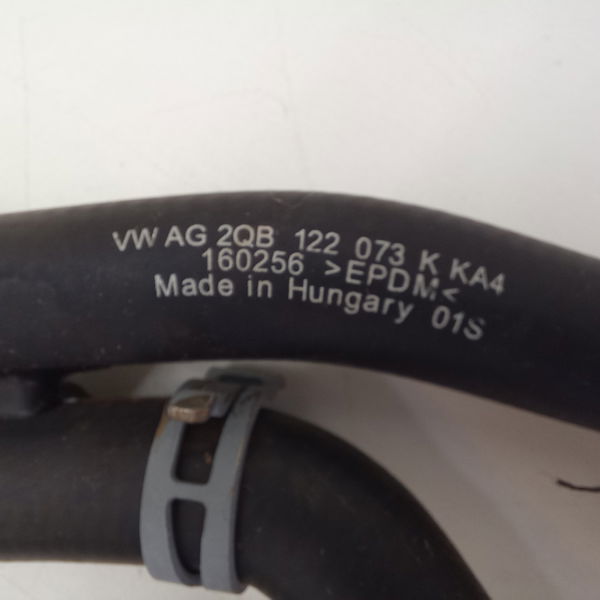 VW AG 2QB 122 073 K KA4
160256 >EPDM<
Made in Hungary 01S